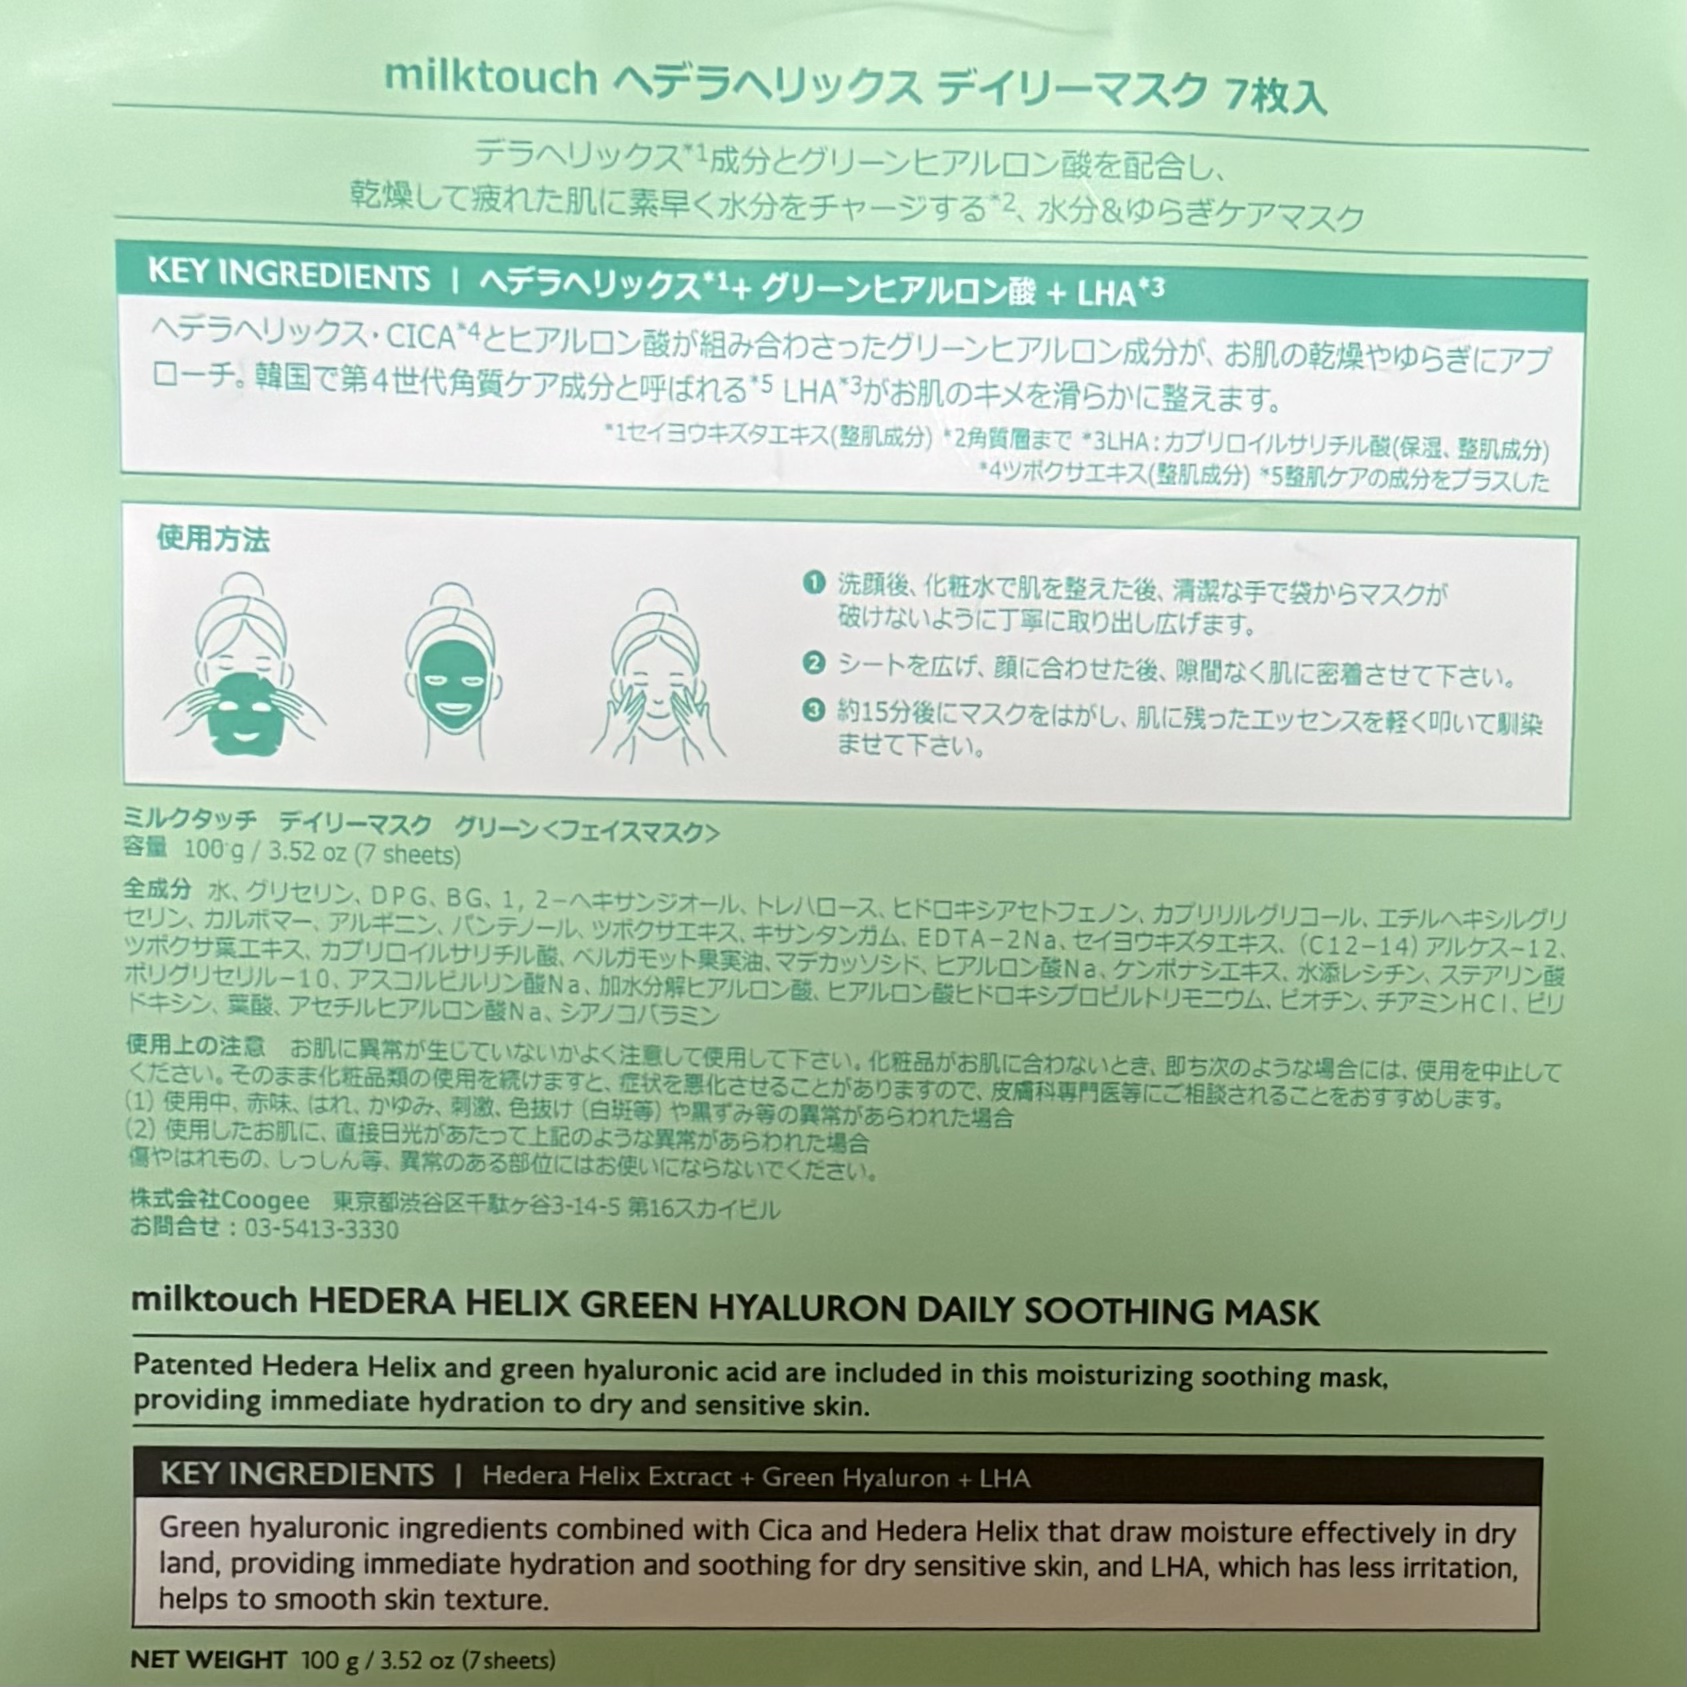 milktouch ヘデラヘリックス デイリーマスク 7枚入
デラヘリックス*1成分とグリーンヒアルロン酸を配合し、
乾燥して疲れた肌に素早く水分をチャージする*2、水分&ゆらぎケアマスク
KEY INGREDIENTS | ヘデラヘリックス*1+ グリーンヒアルロン酸 + LHA*3
ヘデラヘリックス・CICA*4とヒアルロン酸が組み合わさったグリーンヒアルロン成分が、お肌の乾燥やゆらぎにアプ
ローチ。韓国で第4世代角質ケア成分と呼ばれる*5 LHA*3がお肌のキメを滑らかに整えます。
*1セイヨウキズタエキス(整肌成分) *2角質層まで *3LHA:カプリロイルサリチル酸(保湿、整肌成分)
*4ツボクサエキス(整肌成分) *5整肌ケアの成分をプラスした
使用方法
❶ 洗顔後、化粧水で肌を整えた後、清潔な手で袋からマスクが
破けないように丁寧に取り出し広げます。
❷ シートを広げ、顔に合わせた後、隙間なく肌に密着させて下さい。
❸ 約15分後にマスクをはがし、肌に残ったエッセンスを軽く叩いて馴染
ませて下さい。
ミルクタッチ デイリーマスク グリーン<フェイスマスク>
容量 100 g / 3.52 oz (7 sheets)
全成分 水、グリセリン、DPG、BG、1, 2-ヘキサンジオール、トレハロース、ヒドロキシアセトフェノン、カプリリルグリコール、エチルヘキシルグリ
セリン、カルボマー、アルギニン、パンテノール、ツボクサエキス、キサンタンガム、EDTA-2Na、セイヨウキズタエキス、(C12-14) アルケス-12、
ツボクサ葉エキス、カプリロイルサリチル酸、ベルガモット果実油、マデカッソシド、ヒアルロン酸Na、ケンポナシエキス、水添レシチン、ステアリン酸
ポリグリセリル-10、アスコルビルリン酸Na、加水分解ヒアルロン酸、ヒアルロン酸ヒドロキシプロピルトリモニウム、ビオチン、チアミンHCl、ピリ
ドキシン、葉酸、アセチルヒアルロン酸Na、シアノコバラミン
使用上の注意 お肌に異常が生じていないかよく注意して使用して下さい。化粧品がお肌に合わないとき、即ち次のような場合には、使用を中止して
ください。そのまま化粧品類の使用を続けますと、症状を悪化させることがありますので、皮膚科専門医等にご相談されることをおすすめします。
(1) 使用中、赤味、はれ、かゆみ、刺激、色抜け (白斑等) や黒ずみ等の異常があらわれた場合
(2) 使用したお肌に、直接日光があたって上記のような異常があらわれた場合
傷やはれもの、しっしん等、異常のある部位にはお使いにならないでください。
株式会社Coogee 東京都渋谷区千駄ヶ谷3-14-5 第16スカイビル
お問合せ : 03-5413-3330
milktouch HEDERA HELIX GREEN HYALURON DAILY SOOTHING MASK
Patented Hedera Helix and green hyaluronic acid are included in this moisturizing soothing mask,
providing immediate hydration to dry and sensitive skin.
KEY INGREDIENTS | Hedera Helix Extract + Green Hyaluron + LHA
Green hyaluronic ingredients combined with Cica and Hedera Helix that draw moisture effectively in dry
land, providing immediate hydration and soothing for dry sensitive skin, and LHA, which has less irritation,
helps to smooth skin texture.
NET WEIGHT 100 g / 3.52 oz (7 sheets)